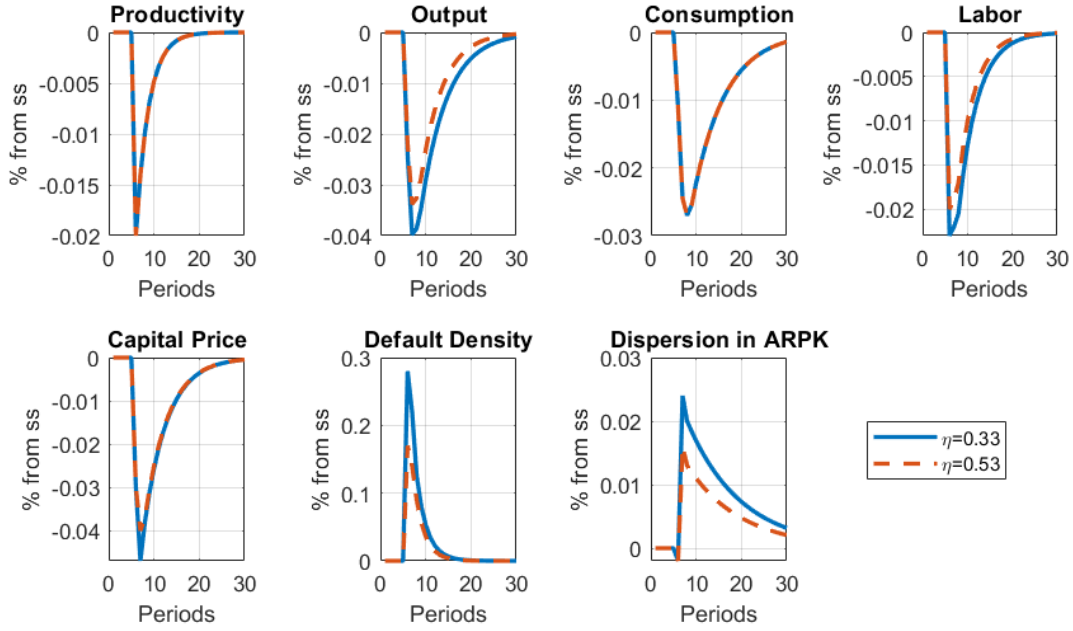 Productivity
% from ss
0
-0.005
-0.01
-0.015
-0.02
0 10 20 30
Periods
Output
% from ss
0
-0.01
-0.02
-0.03
-0.04
0 10 20 30
Periods
Consumption
% from ss
0
-0.01
-0.02
-0.03
0 10 20 30
Periods
Labor
% from ss
0
-0.005
-0.01
-0.015
-0.02
0 10 20 30
Periods
Capital Price
% from ss
0
-0.01
-0.02
-0.03
-0.04
0 10 20 30
Periods
Default Density
% from ss
0.3
0.2
0.1
0
0 10 20 30
Periods
Dispersion in ARPK
% from ss
0.03
0.02
0.01
0
0 10 20 30
Periods
η=0.33
η=0.53